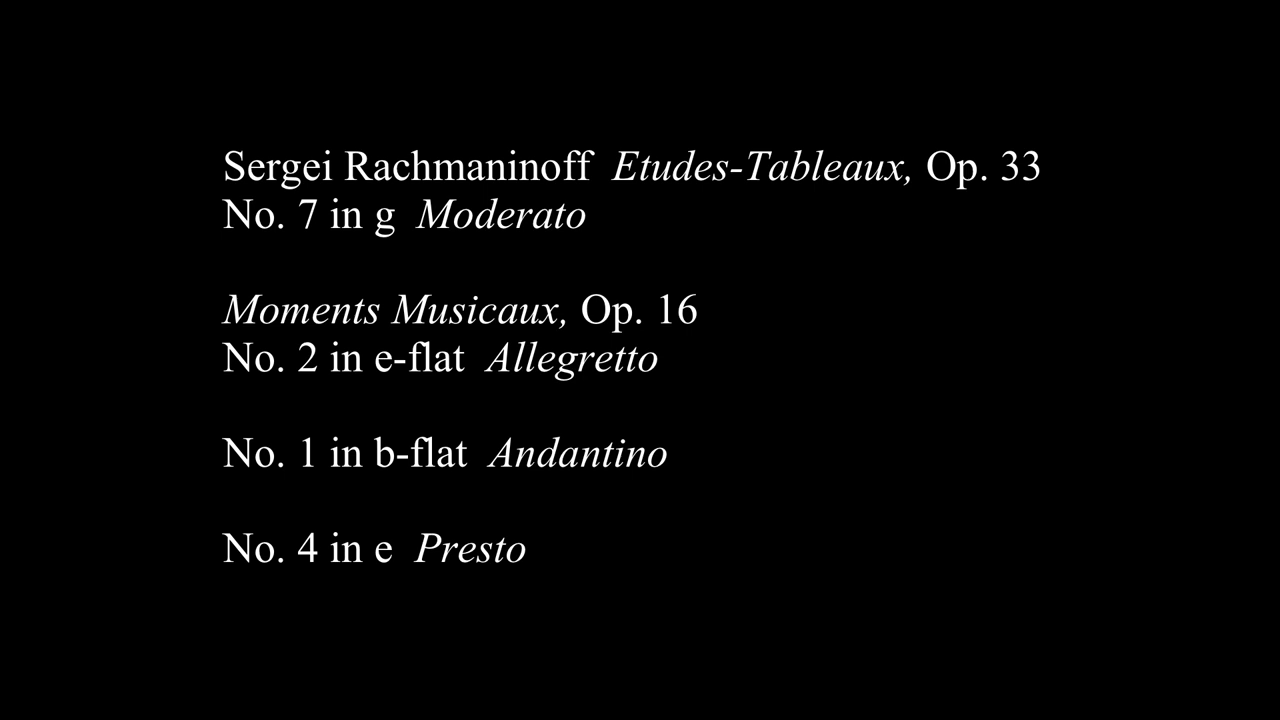 Sergei Rachmaninoff Etudes-Tableaux, Op. 33
No. 7 in g Moderato
Moments Musicaux, Op. 16
No. 2 in e-flat Allegretto
No. 1 in b-flat Andantino
No. 4 in e Presto